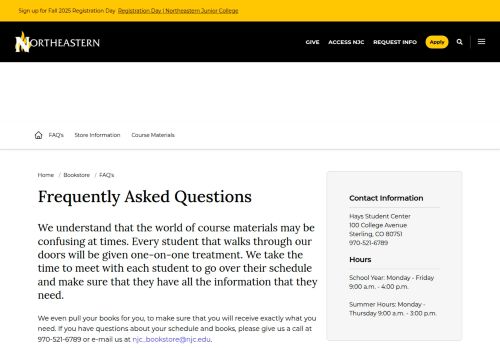 Sign up for Fall 2025 Registration Day Registration Day | Northeastern Junior College
NORTHEASTERN
GIVE ACCESS NJC REQUEST INFO Apply
FAQ's Store Information Course Materials
Home / Bookstore / FAQ's
Frequently Asked Questions
We understand that the world of course materials may be
confusing at times. Every student that walks through our
doors will be given one-on-one treatment. We take the
time to meet with each student to go over their schedule
and make sure that they have all the information that they
need.
We even pull your books for you, to make sure that you will receive exactly what you
need. If you have questions about your schedule and books, please give us a call at
970-521-6789 or e-mail us at njc_bookstore@njc.edu.
Contact Information
Hays Student Center
100 College Avenue
Sterling, CO 80751
970-521-6789
Hours
School Year: Monday - Friday
9:00 a.m. - 4:00 p.m.
Summer Hours: Monday -
Thursday 9:00 a.m. - 3:00 p.m.